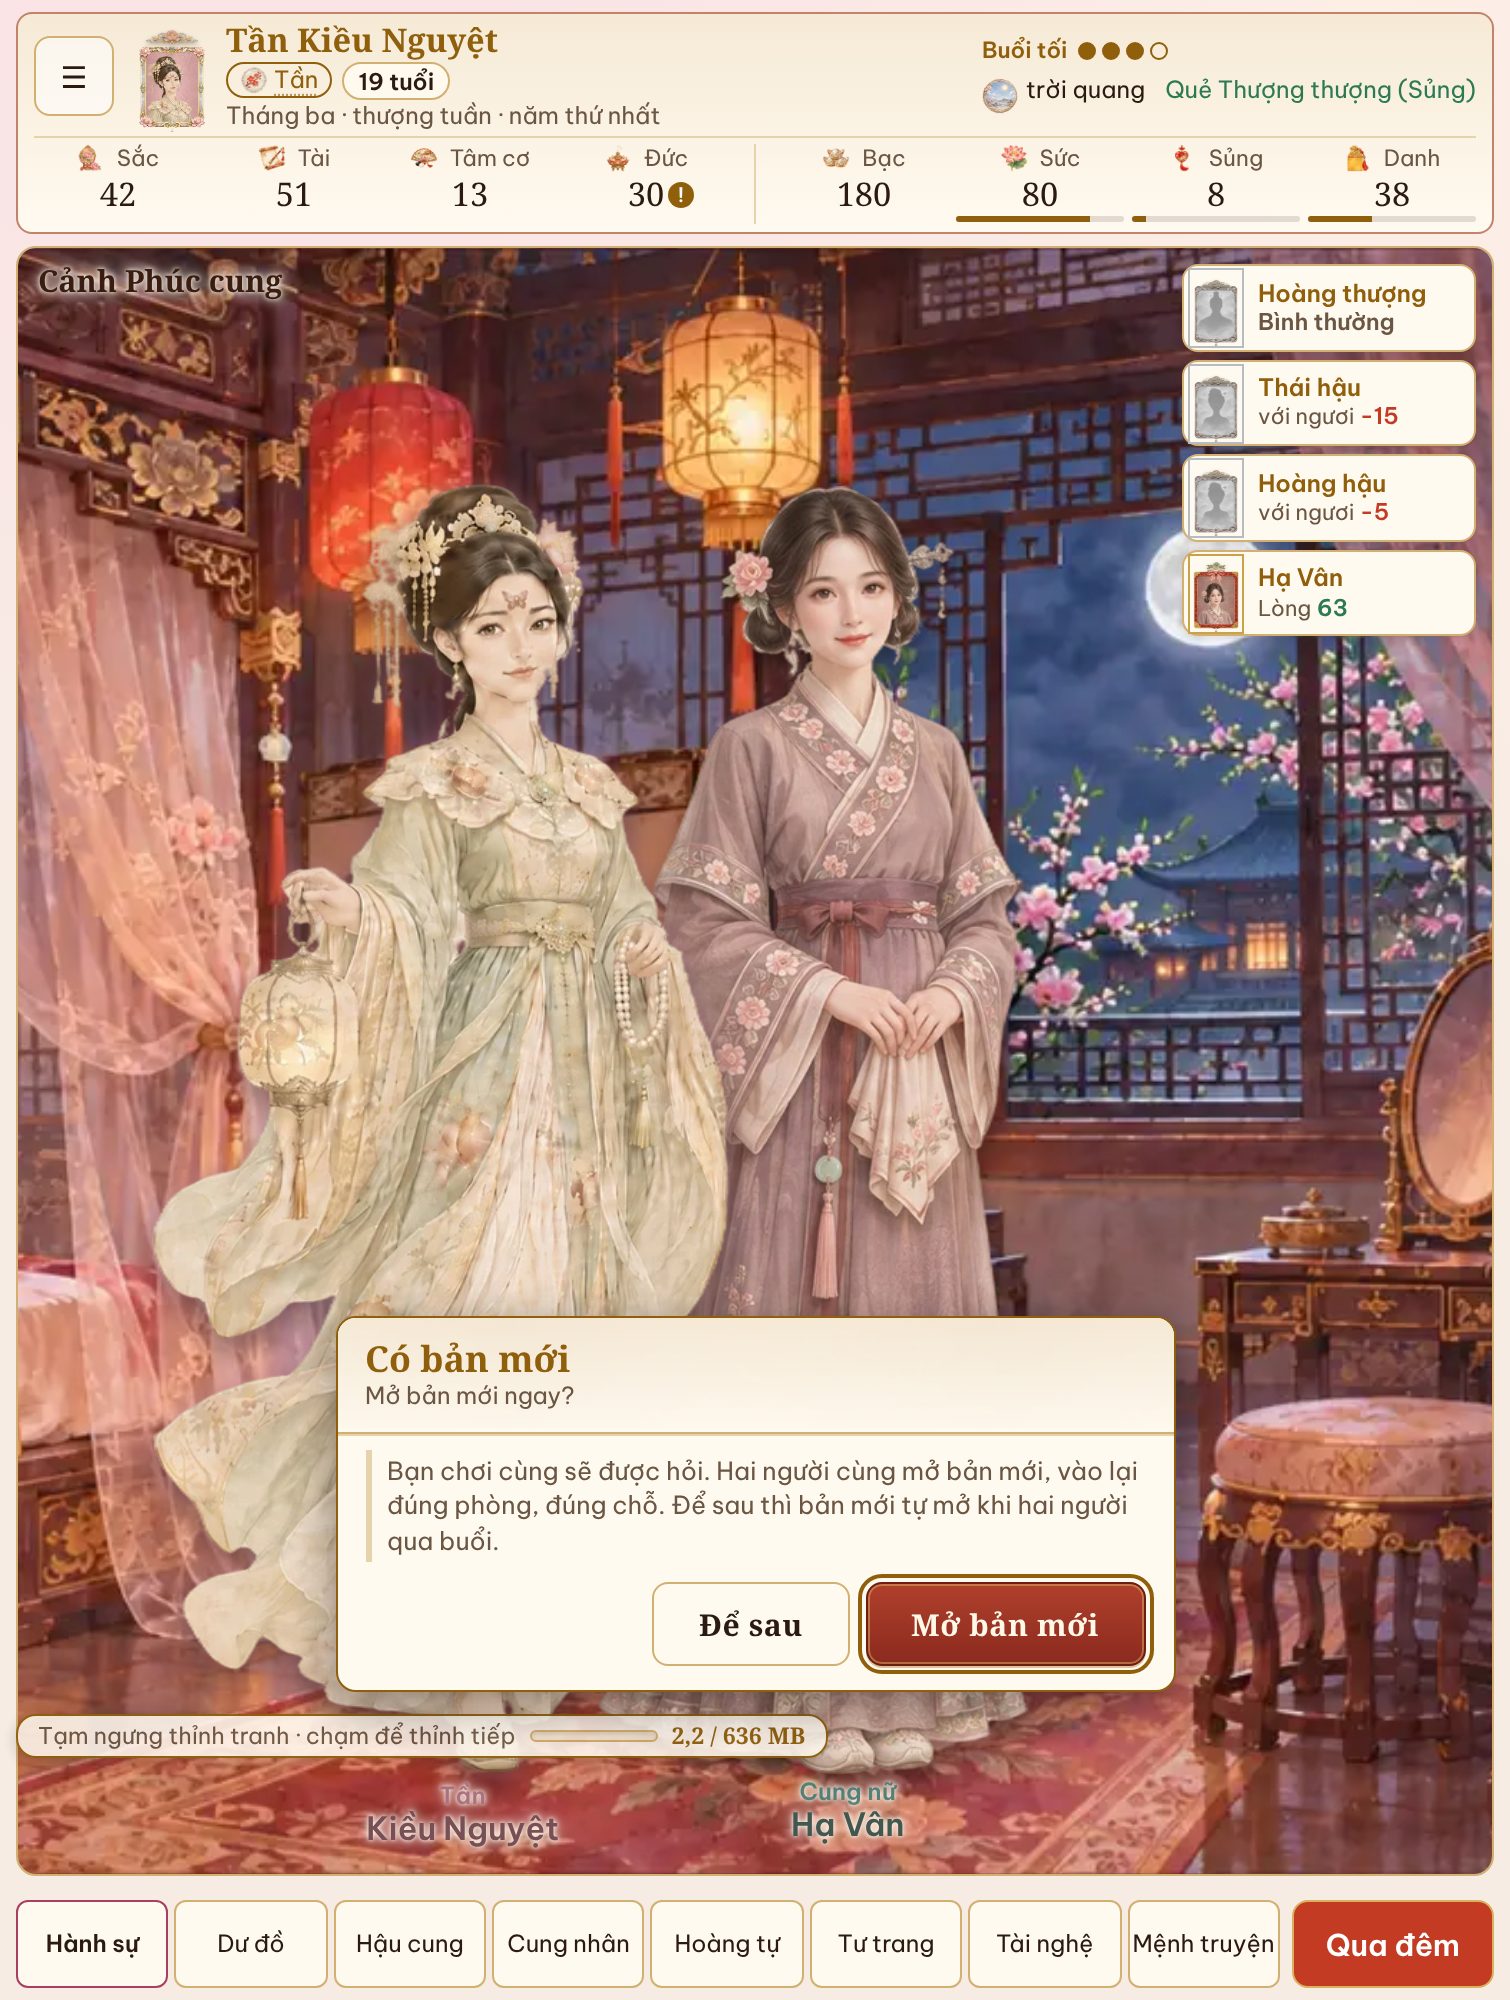 ☰
Tần Kiều Nguyệt
Tần
19 tuổi
Tháng ba · thượng tuần · năm thứ nhất
Buổi tối
trời quang
Quẻ Thượng thượng (Sủng)
Sắc
42
Tài
51
Tâm cơ
13
Đức
30 !
Bạc
180
Sức
80
Sủng
8
Danh
38
Cảnh Phúc cung
Hoàng thượng
Bình thường
Thái hậu
với ngươi -15
Hoàng hậu
với ngươi -5
Hạ Vân
Lòng 63
Có bản mới
Mở bản mới ngay?
Bạn chơi cùng sẽ được hỏi. Hai người cùng mở bản mới, vào lại
đúng phòng, đúng chỗ. Để sau thì bản mới tự mở khi hai người
qua buổi.
Để sau
Mở bản mới
Tạm ngưng thỉnh tranh · chạm để thỉnh tiếp
2,2 / 636 MB
Tần
Kiều Nguyệt
Cung nữ
Hạ Vân
Hành sự
Dư đồ
Hậu cung
Cung nhân
Hoàng tự
Tư trang
Tài nghệ
Mệnh truyện
Qua đêm